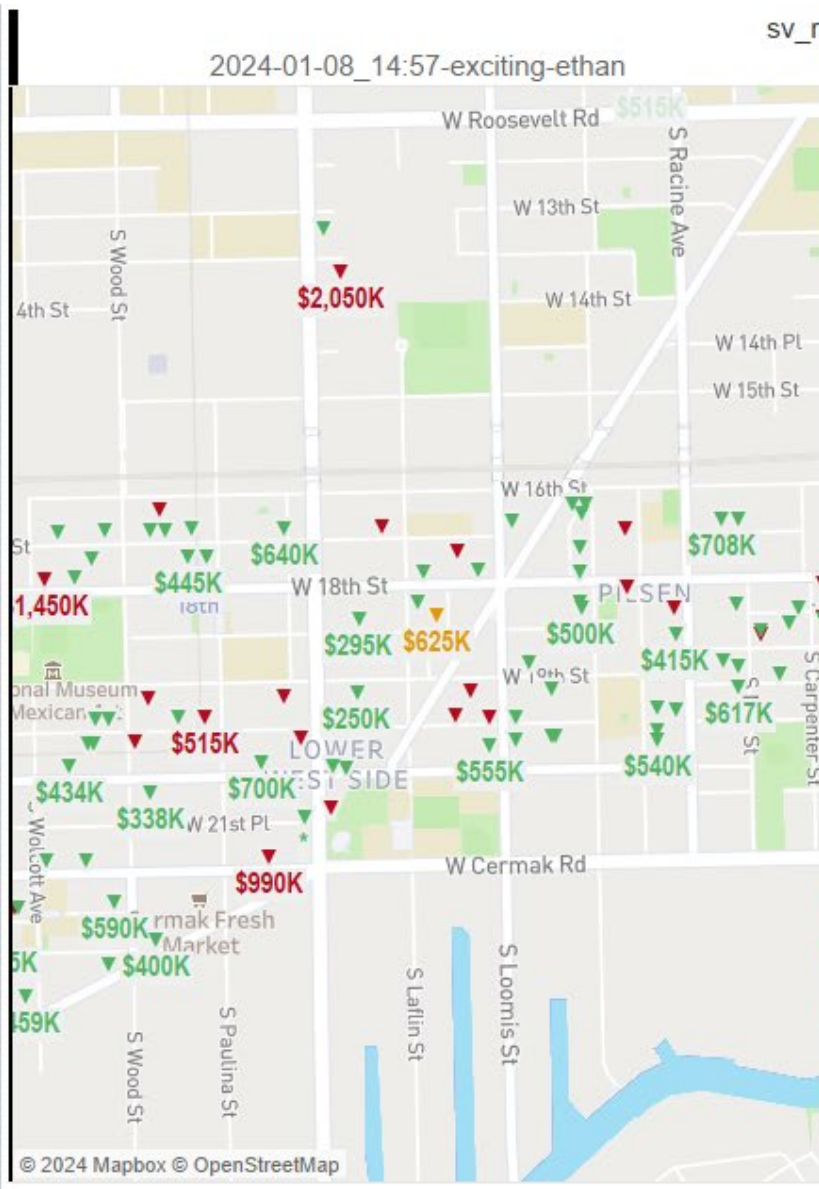 sv_r
2024-01-08_14:57-exciting-ethan
$515K
W Roosevelt Rd
S Racine Ave
W 13th St
S Wood St
$2,050K
4th St
W 14th St
W 14th Pl
W 15th St
W 16th St
St
$640K
$708K
$445K
W 18th St
1,450K
18th
PILSEN
$295K
$625K
$500K
$415K
W 19th St
onal Museum
Mexican
$250K
$617K
St
S Carpenter St
$515K
LOWER
WEST SIDE
$555K
$540K
$434K
$700K
$338K
W 21st Pl
*
S Wolcott Ave
W Cermak Rd
$990K
$590K
rmak Fresh
Market
5K
$400K
459K
S Wood St
S Paulina St
S Laflin St
S Loomis St
© 2024 Mapbox © OpenStreetMap